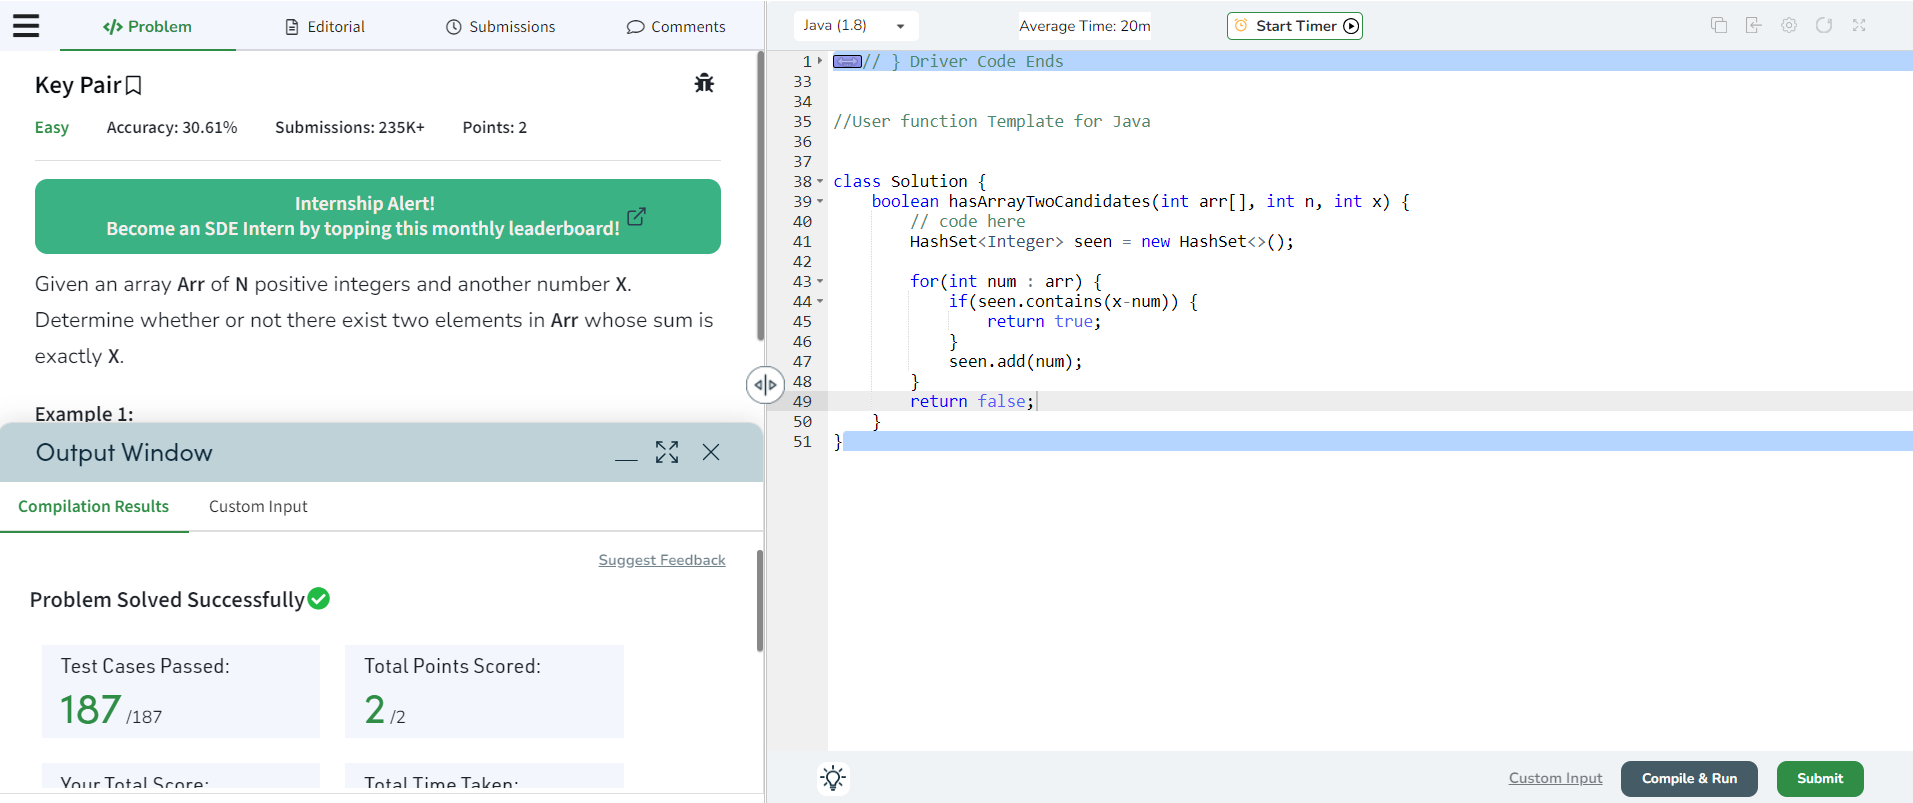 Problem
Editorial
Submissions
Comments
Key Pair
Easy
Accuracy: 30.61%
Submissions: 235K+
Points: 2
Internship Alert!
Become an SDE Intern by topping this monthly leaderboard!
Given an array Arr of N positive integers and another number X.
Determine whether or not there exist two elements in Arr whose sum is
exactly X.
Example 1:
Output Window
Compilation Results
Custom Input
Suggest Feedback
Problem Solved Successfully
Test Cases Passed:
187 /187
Total Points Scored:
2 /2
Your Total Score:
Total Time Taken:
Java (1.8)
Average Time: 20m
Start Timer
1 // } Driver Code Ends
33
34
35 //User function Template for Java
36
37
38 class Solution {
39     boolean hasArrayTwoCandidates(int arr[], int n, int x) {
40         // code here
41         HashSet<Integer> seen = new HashSet<>();
42
43         for(int num : arr) {
44             if(seen.contains(x-num)) {
45                 return true;
46             }
47             seen.add(num);
48         }
49         return false;
50     }
51 }
Custom Input
Compile & Run
Submit